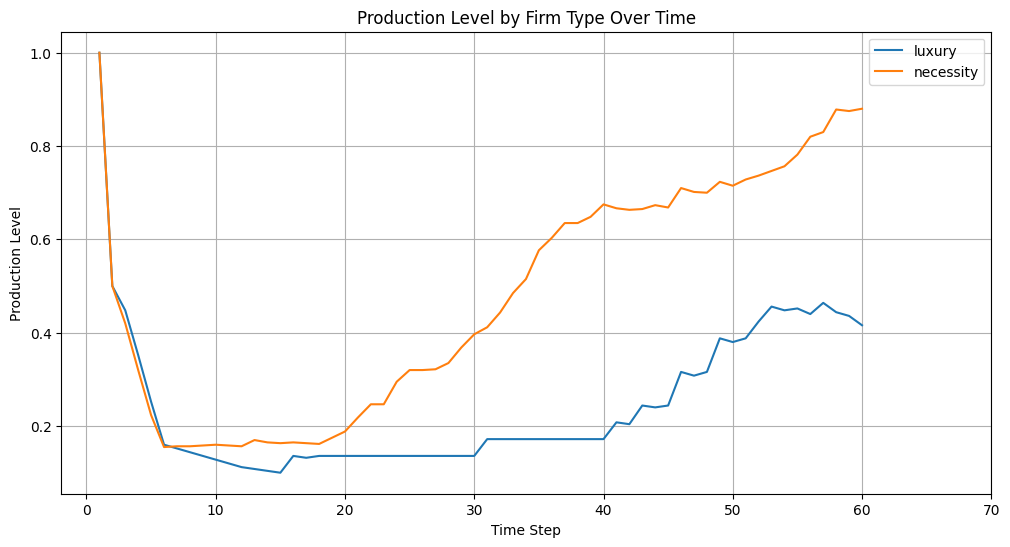 Production Level by Firm Type Over Time
luxury
necessity
Production Level
1.0
0.8
0.6
0.4
0.2
0 10 20 30 40 50 60 70
Time Step